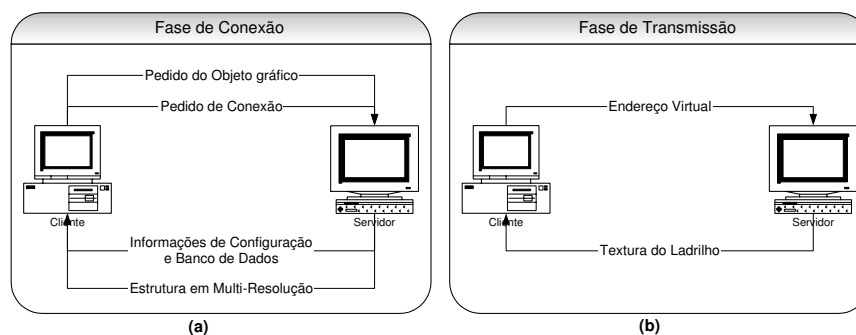 Fase de Conexão
Pedido do Objeto gráfico
Pedido de Conexão
Cliente
Servidor
Informações de Configuração
e Banco de Dados
Estrutura em Multi-Resolução
(a)
Fase de Transmissão
Endereço Virtual
Cliente
Servidor
Textura do Ladrilho
(b)